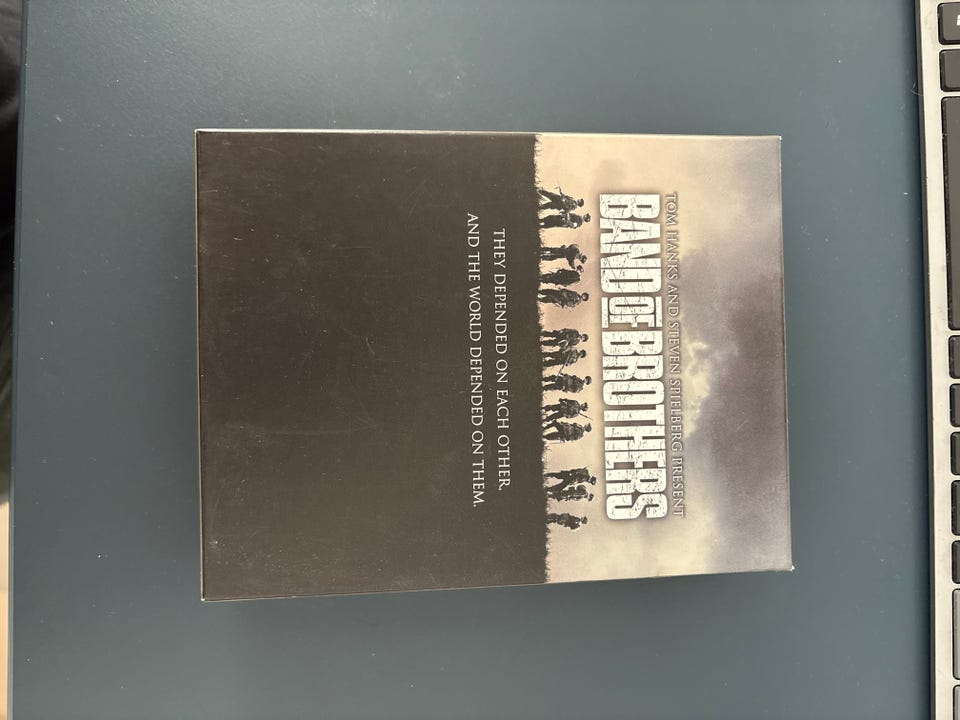 TOM HANKS AND STEVEN SPIELBERG PRESENT
BAND OF BROTHERS
THEY DEPENDED ON EACH OTHER.
AND THE WORLD DEPENDED ON THEM.